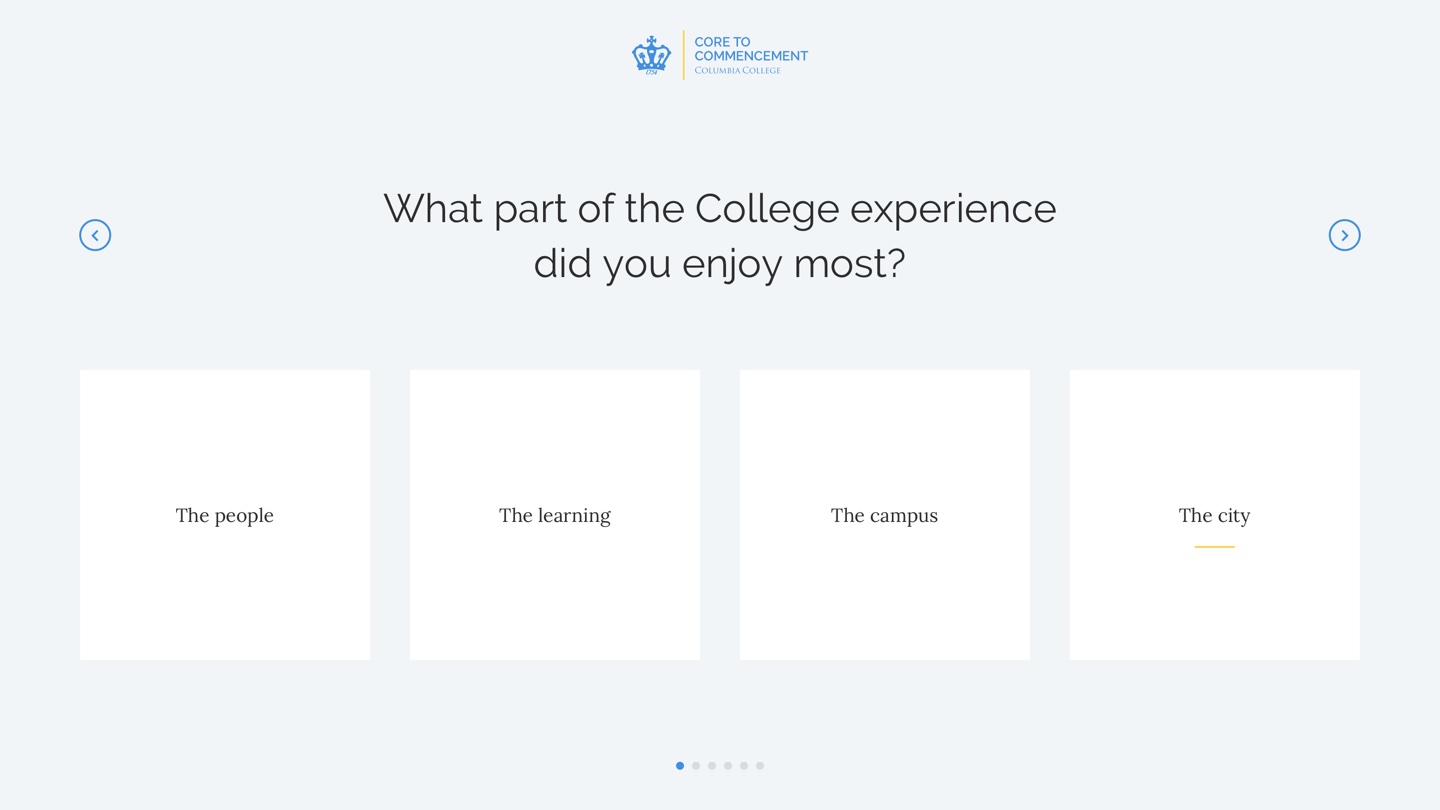 CORE TO
COMMENCEMENT
COLUMBIA COLLEGE
1754
What part of the College experience
did you enjoy most?
The people
The learning
The campus
The city